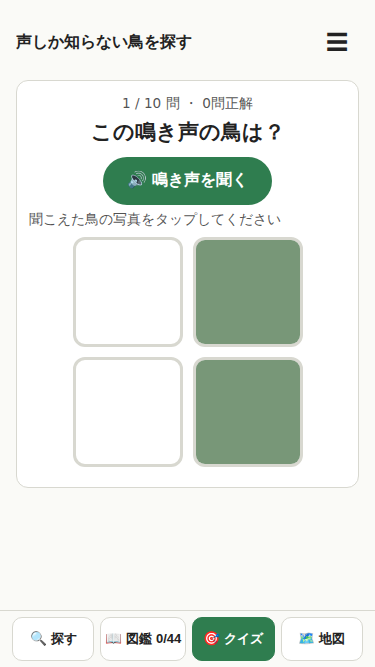 声しか知らない鳥を探す
1 / 10 問 · 0問正解
この鳴き声の鳥は？
🔊 鳴き声を聞く
聞こえた鳥の写真をタップしてください
🔍 探す
📖 図鑑 0/44
🎯 クイズ
🗺️ 地図